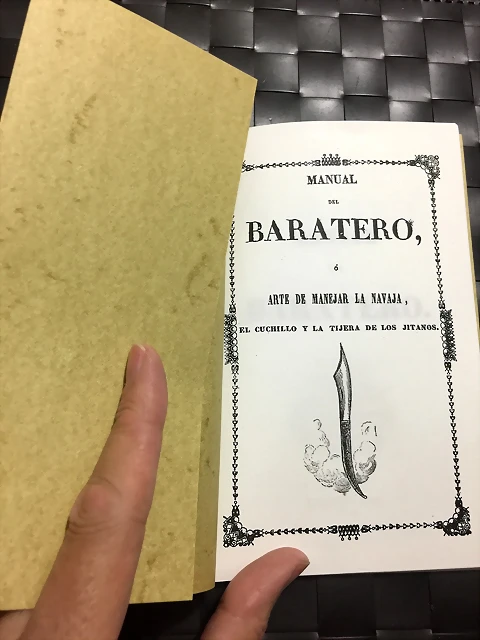 MANUAL
DEL
BARATERO,
ó
ARTE DE MANEJAR LA NAVAJA,
EL CUCHILLO Y LA TIJERA DE LOS JITANOS.